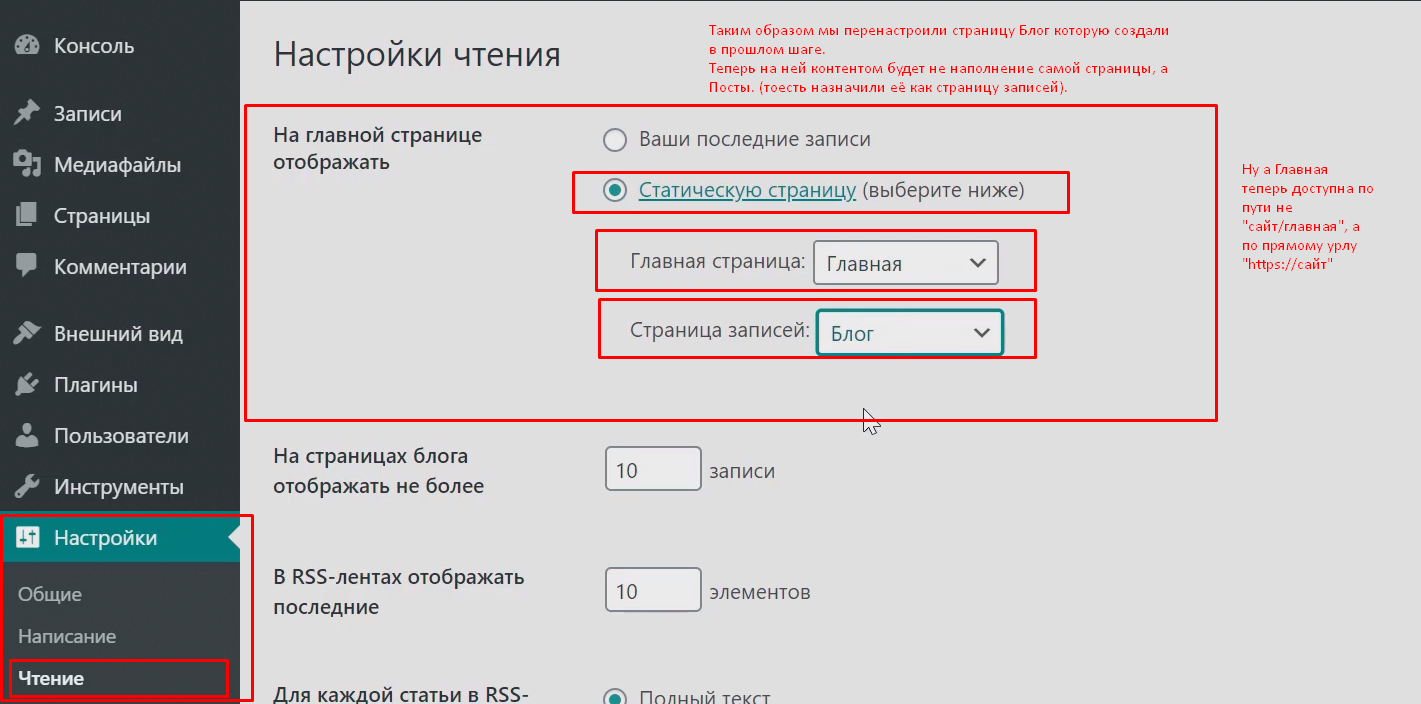 Консоль
Записи
Медиафайлы
Страницы
Комментарии
Внешний вид
Плагины
Пользователи
Инструменты
Настройки
Общие
Написание
Чтение
Настройки чтения
Таким образом мы перенастроили страницу Блог которую создали
в прошлом шаге.
Теперь на ней контентом будет не наполнение самой страницы, а
Посты. (тоесть назначили её как страницу записей).
На главной странице
отображать
Ваши последние записи
Статическую страницу (выберите ниже)
Главная страница: Главная
Страница записей: Блог
Ну а Главная
теперь доступна по
пути не
"сайт/главная", а
по прямому урлу
"https://сайт"
На страницах блога
отображать не более
10 записи
В RSS-лентах отображать
последние
10 элементов
Для каждой статьи в RSS-
Полный текст